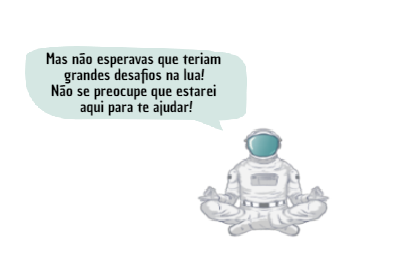 Mas não esperavas que teriam
grandes desafios na lua!
Não se preocupe que estarei
aqui para te ajudar!